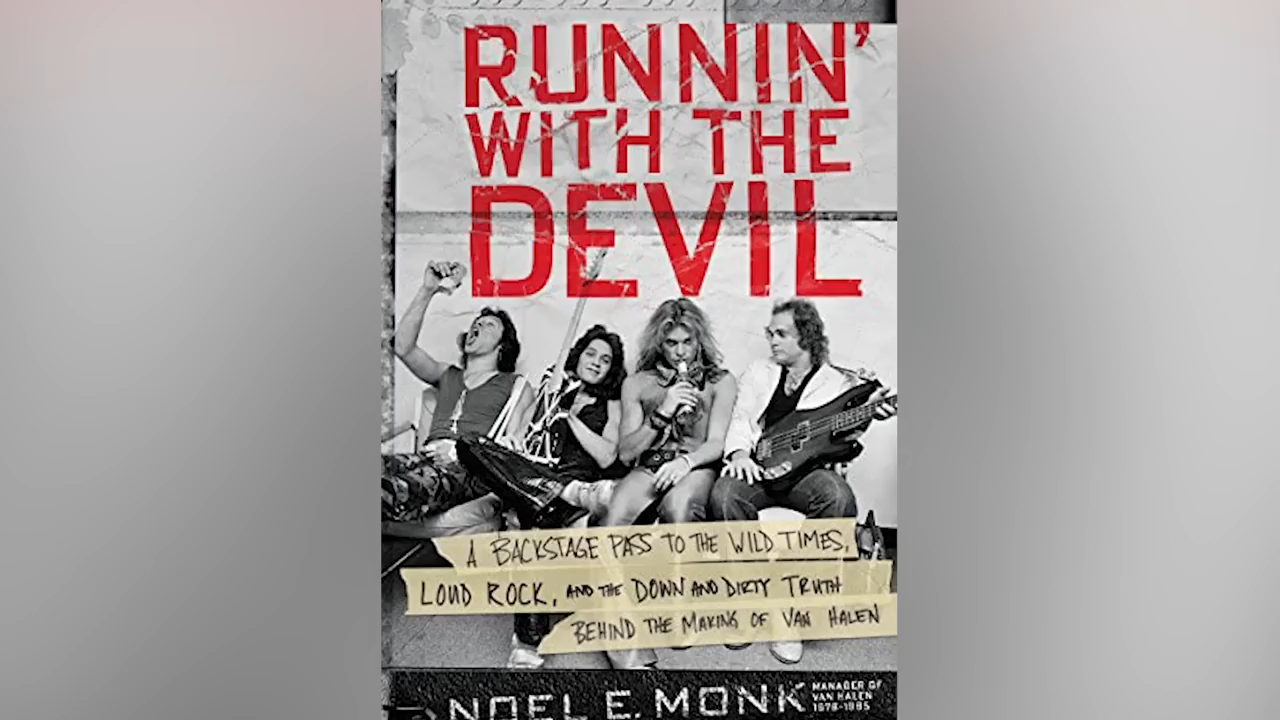 RUNNIN'
WITH THE
DEVIL
A BACKSTAGE PASS TO THE WILD TIMES,
LOUD ROCK, AND THE DOWN AND DIRTY TRUTH
BEHIND THE MAKING OF VAN HALEN
NOEL E. MONK
MANAGER OF
VAN HALEN
1978-1985